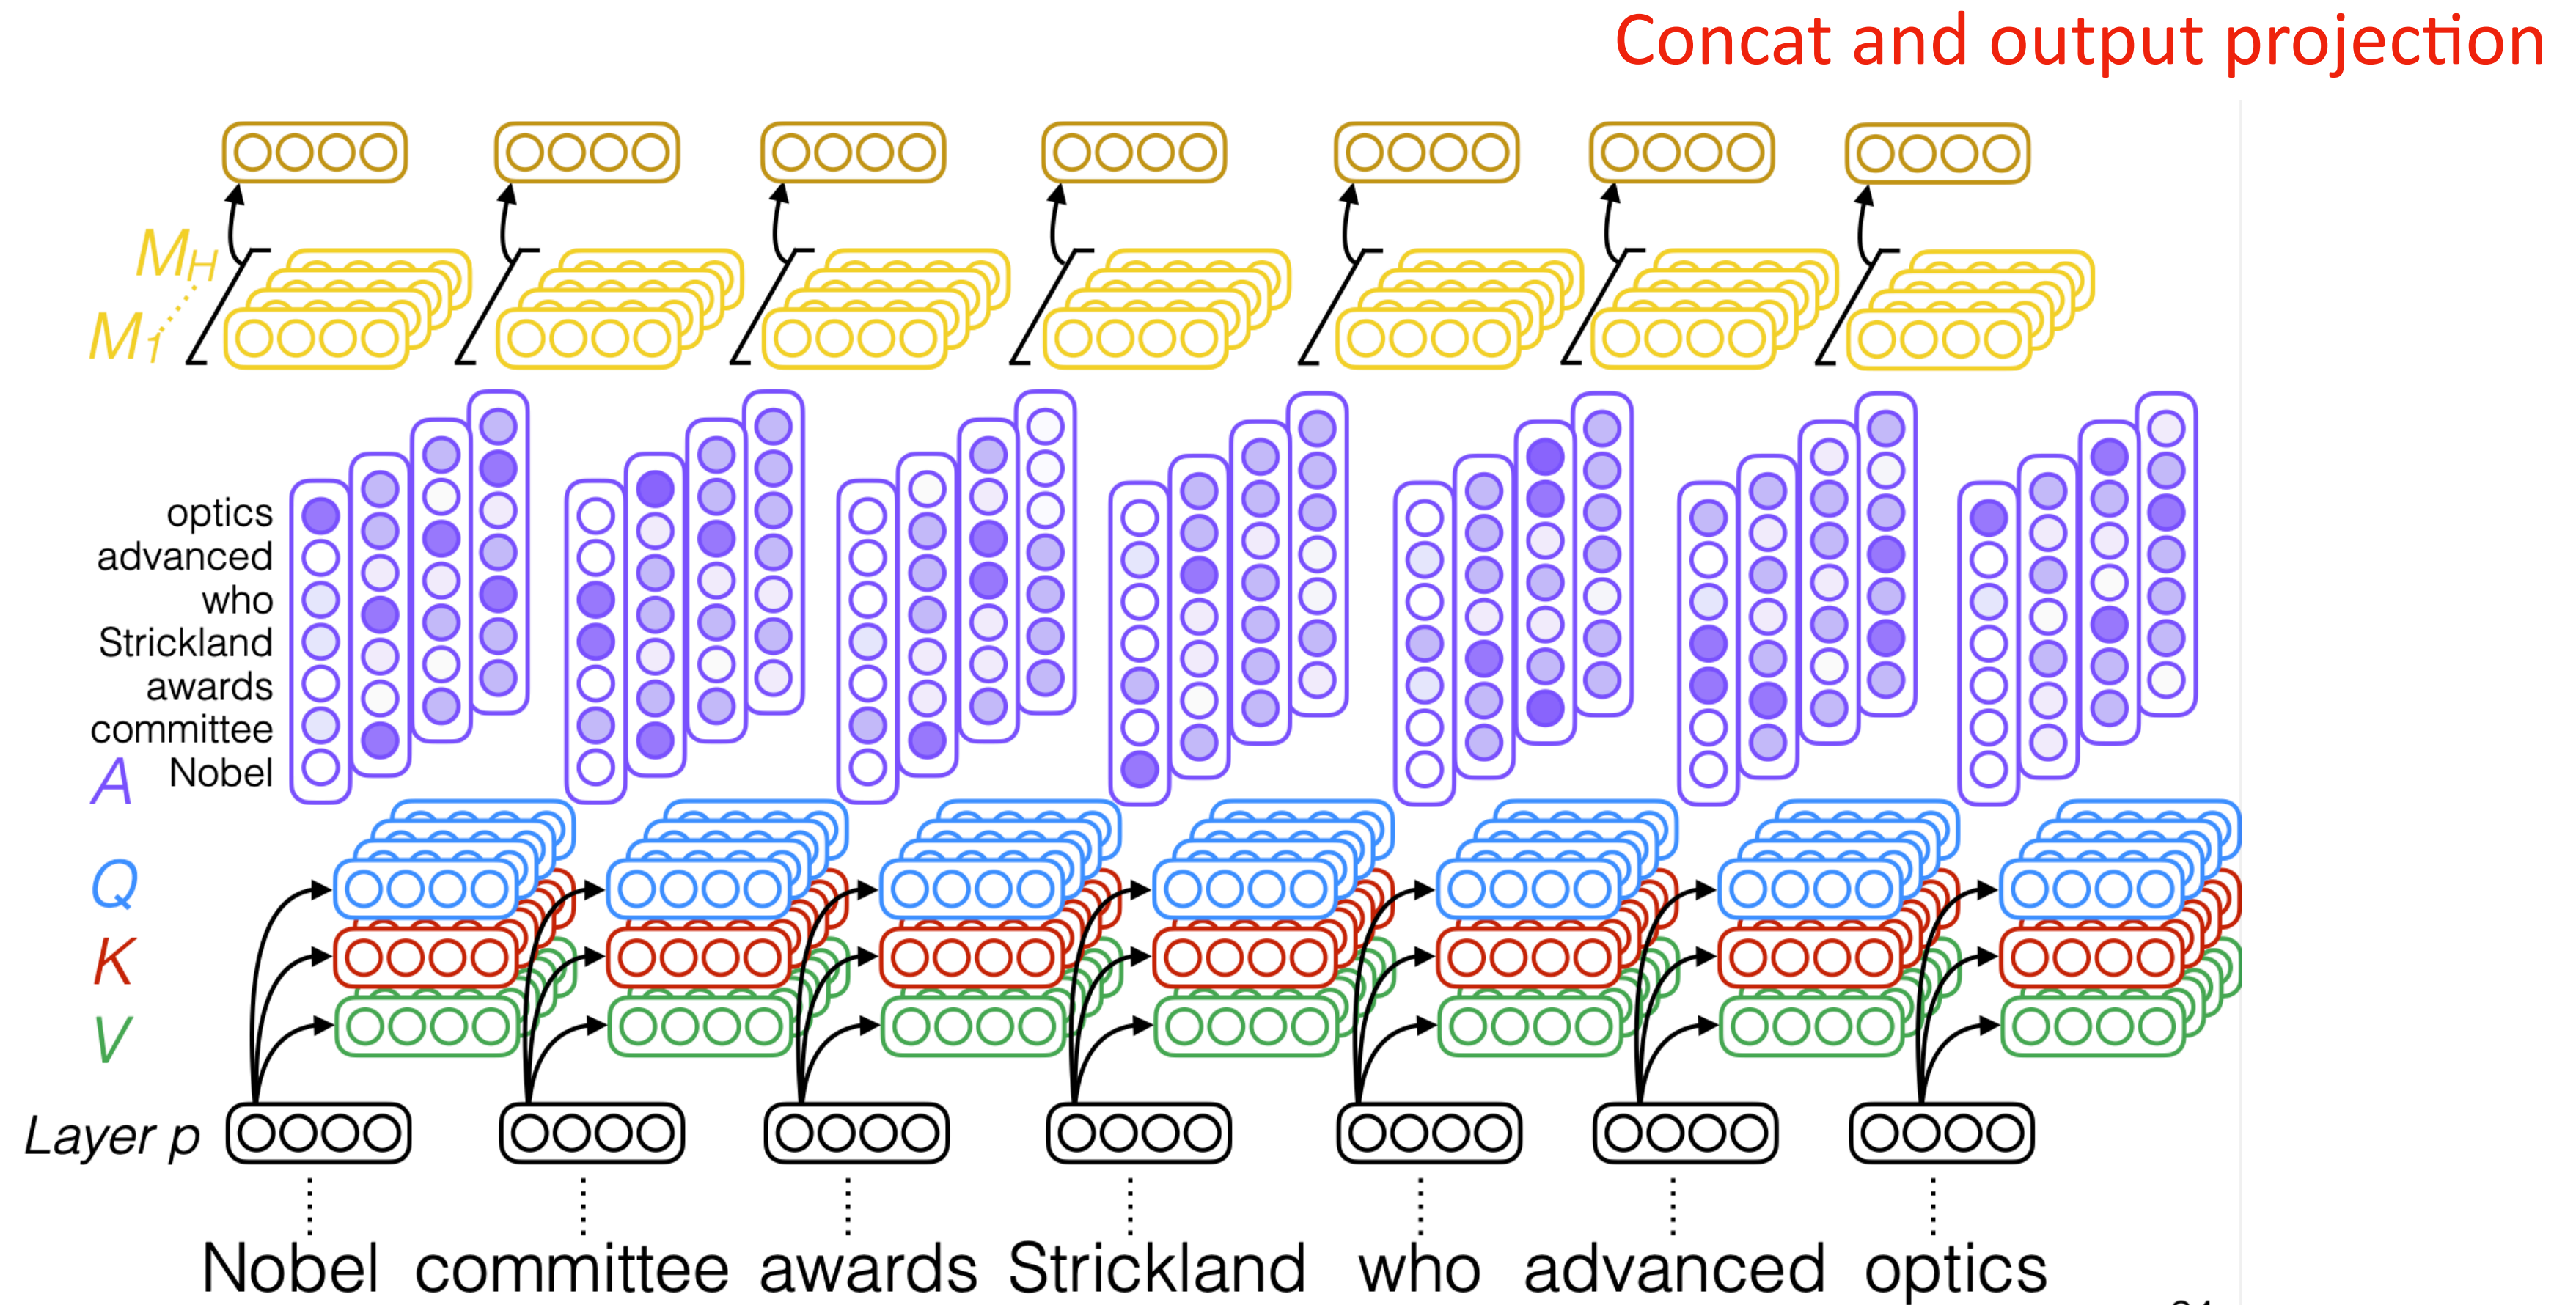 Concat and output projection
M_H
M_1
optics
advanced
who
Strickland
awards
committee
A Nobel
Q
K
V
Layer p
Nobel committee awards Strickland who advanced optics